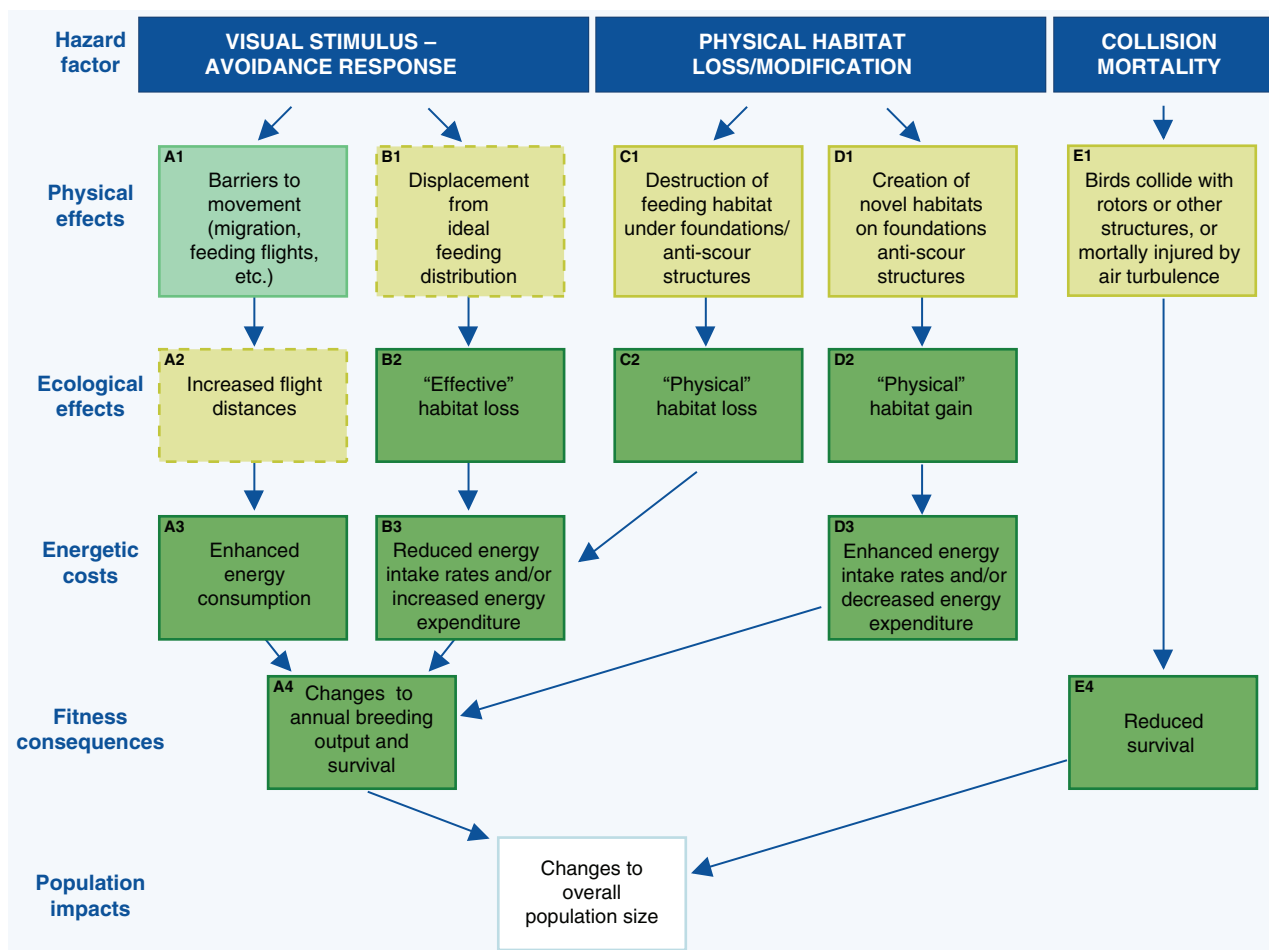 Hazard
factor
VISUAL STIMULUS –
AVOIDANCE RESPONSE
PHYSICAL HABITAT
LOSS/MODIFICATION
COLLISION
MORTALITY
Physical
effects
A1
Barriers to
movement
(migration,
feeding flights,
etc.)
B1
Displacement
from
ideal
feeding
distribution
C1
Destruction of
feeding habitat
under foundations/
anti-scour
structures
D1
Creation of
novel habitats
on foundations
anti-scour
structures
E1
Birds collide with
rotors or other
structures, or
mortally injured by
air turbulence
Ecological
effects
A2
Increased flight
distances
B2
“Effective”
habitat loss
C2
“Physical”
habitat loss
D2
“Physical”
habitat gain
Energetic
costs
A3
Enhanced
energy
consumption
B3
Reduced energy
intake rates and/or
increased energy
expenditure
D3
Enhanced energy
intake rates and/or
decreased energy
expenditure
Fitness
consequences
A4
Changes to
annual breeding
output and
survival
E4
Reduced
survival
Population
impacts
Changes to
overall
population size